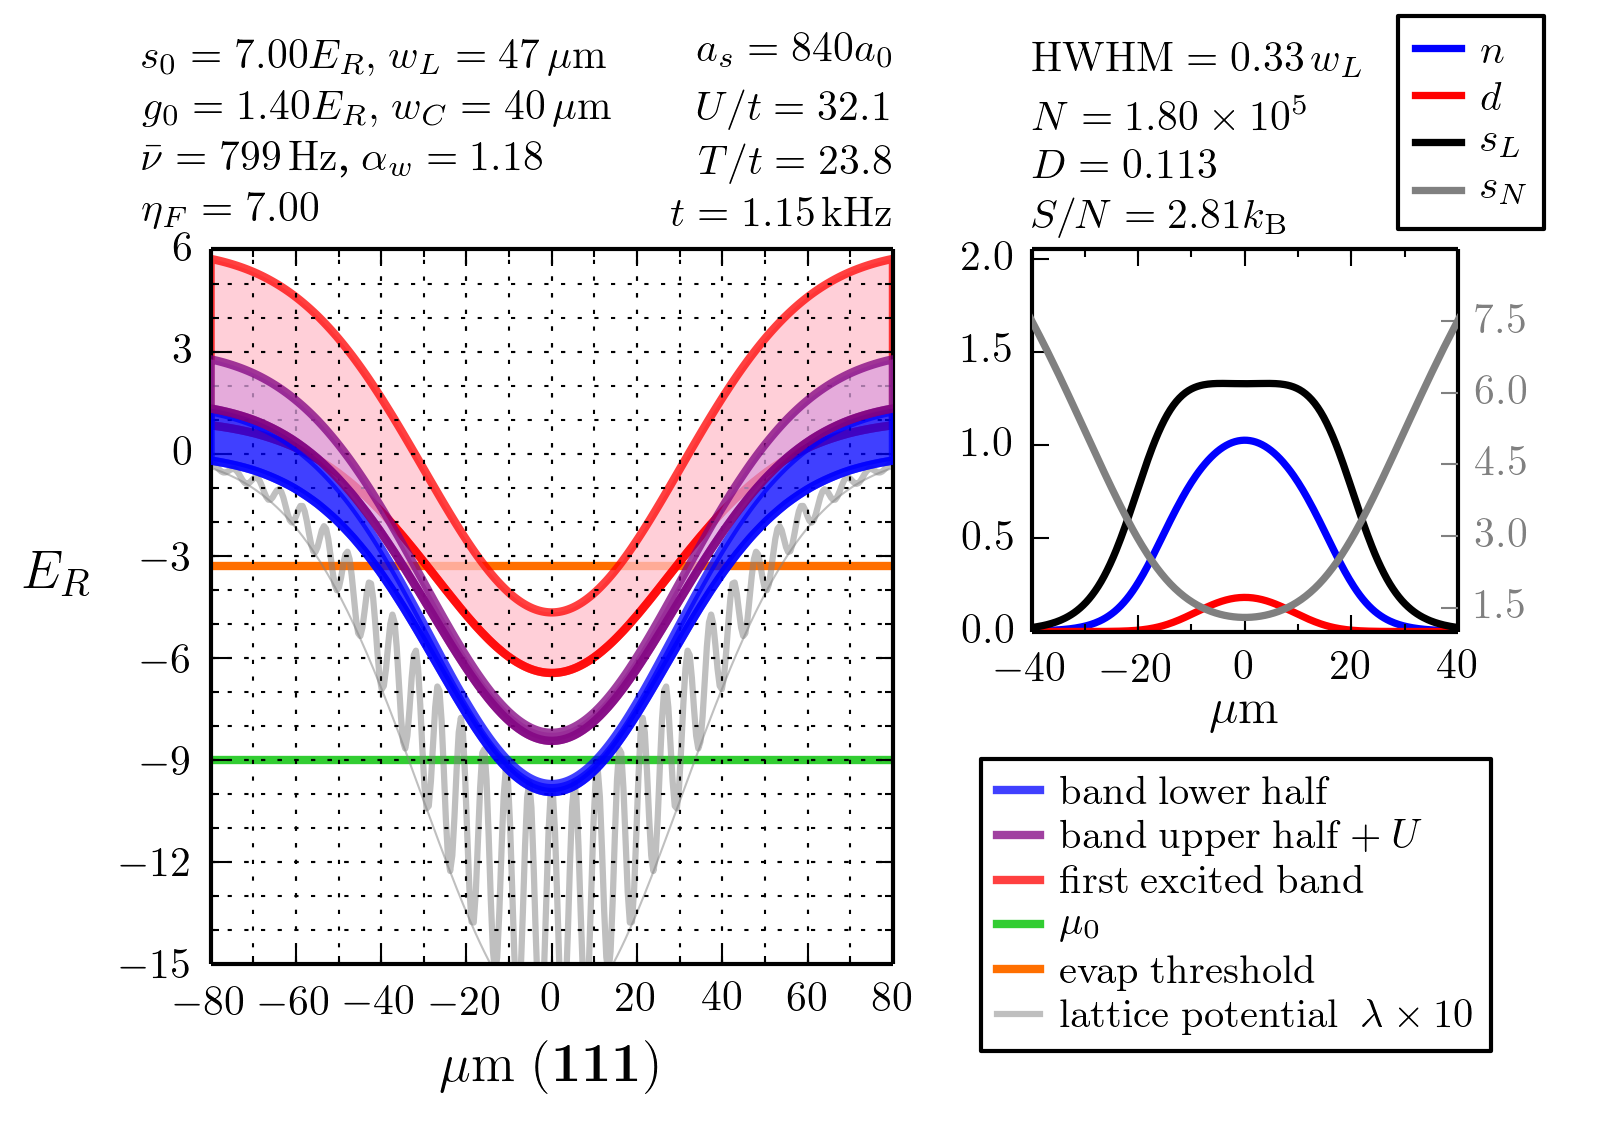 s₀ = 7.00E_R, w_L = 47 μm
g₀ = 1.40E_R, w_C = 40 μm
ν̄ = 799 Hz, α_w = 1.18
η_F = 7.00
a_s = 840a₀
U/t = 32.1
T/t = 23.8
t = 1.15 kHz
HWHM = 0.33 w_L
N = 1.80 × 10⁵
D = 0.113
S/N = 2.81k_B
n
d
s_L
s_N
E_R
6
3
0
−3
−6
−9
−12
−15
−80 −60 −40 −20 0 20 40 60 80
μm (111)
2.0
1.5
1.0
0.5
0.0
7.5
6.0
4.5
3.0
1.5
−40 −20 0 20 40
μm
band lower half
band upper half + U
first excited band
μ₀
evap threshold
lattice potential λ × 10